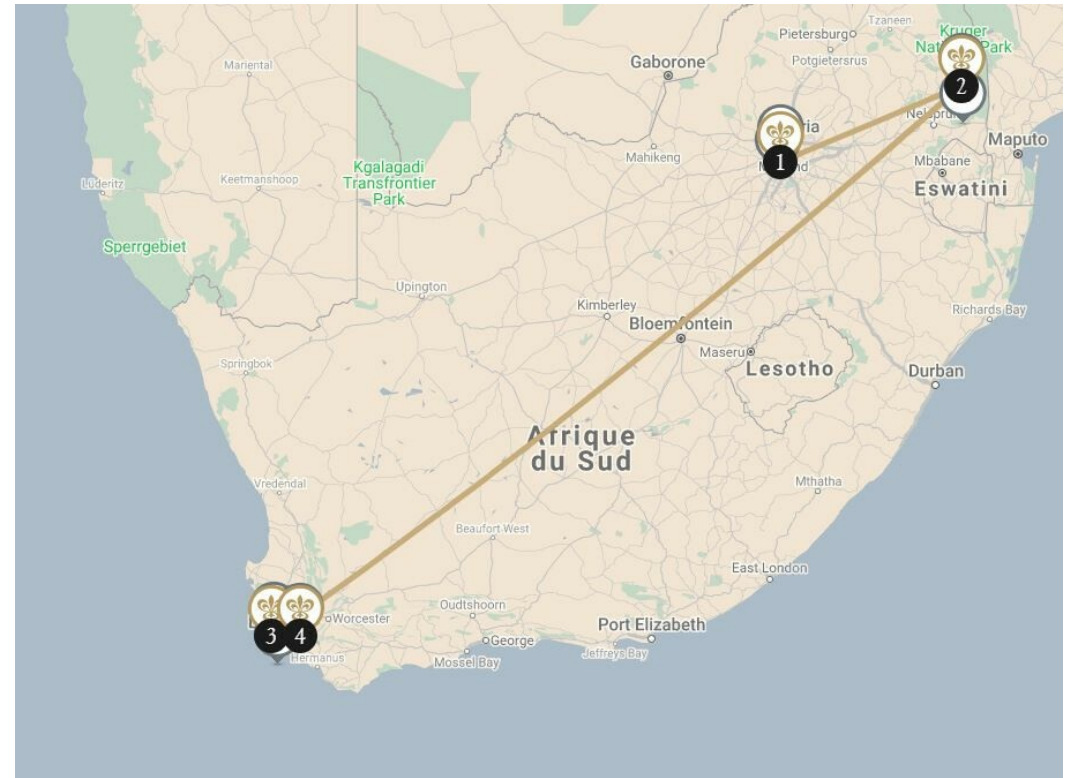 Tzaneen
Pietersburg
Kruger
National Park
Potgietersrus
Gaborone
Mariental
2
Maputo
1
Mahikeng
Mbabane
Kgalagadi
Transfrontier
Park
Lüderitz
Keetmanshoop
Eswatini
Sperrgebiet
Upington
Kimberley
Richards Bay
Bloemfontein
Maseru
Springbok
Lesotho
Durban
Afrique
du Sud
Vredendal
Mthatha
Beaufort West
East London
Oudtshoorn
Worcester
Port Elizabeth
3
4
George
Jeffreys Bay
Hermanus
Mossel Bay